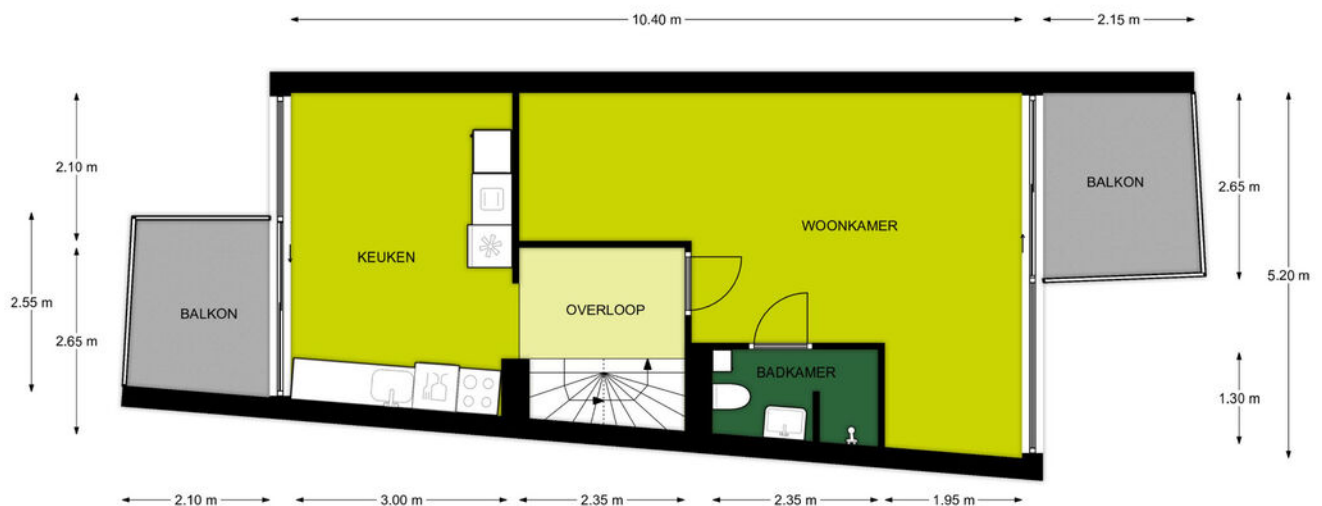 10.40 m
2.15 m
2.10 m
2.65 m
2.55 m
KEUKEN
WOONKAMER
BALKON
2.65 m
5.20 m
BALKON
OVERLOOP
BADKAMER
1.30 m
2.10 m
3.00 m
2.35 m
2.35 m
1.95 m